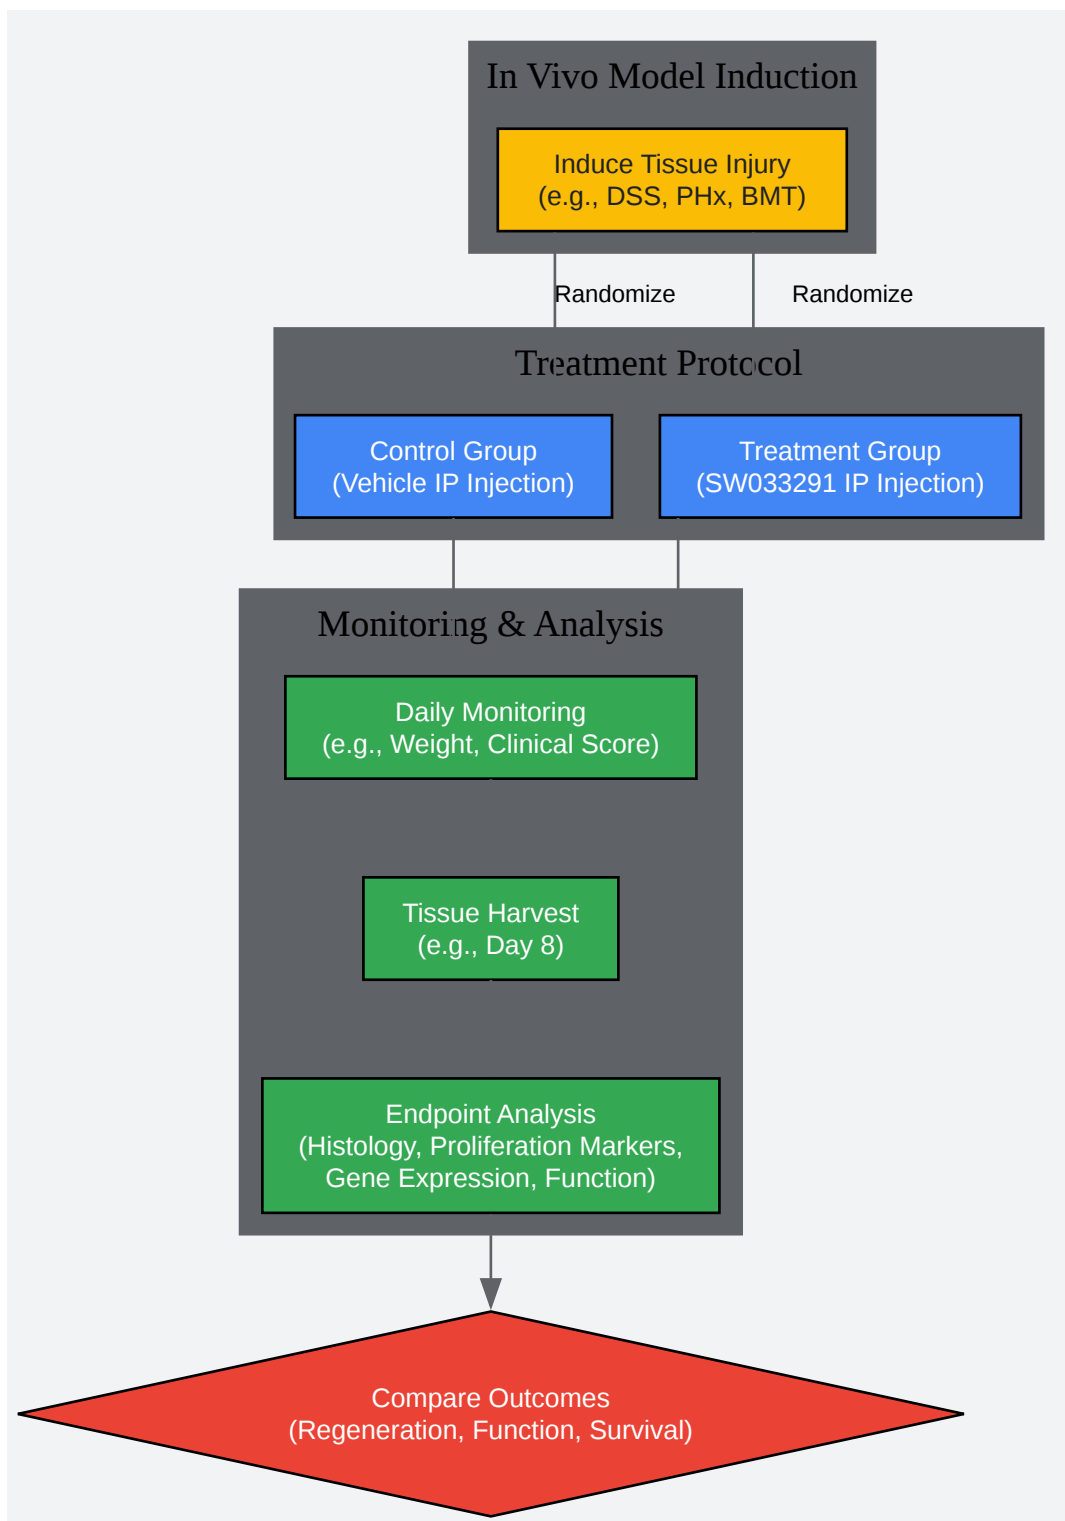 In Vivo Model Induction
Induce Tissue Injury
(e.g., DSS, PHx, BMT)
Randomize
Randomize
Treatment Protocol
Control Group
(Vehicle IP Injection)
Treatment Group
(SW033291 IP Injection)
Monitoring & Analysis
Daily Monitoring
(e.g., Weight, Clinical Score)
Tissue Harvest
(e.g., Day 8)
Endpoint Analysis
(Histology, Proliferation Markers,
Gene Expression, Function)
Compare Outcomes
(Regeneration, Function, Survival)